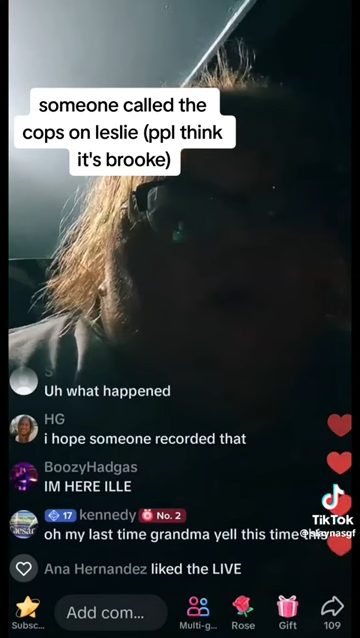 someone called the
cops on leslie (ppl think
it's brooke)
S
Uh what happened
HG
i hope someone recorded that
BoozyHadgas
IM HERE ILLE
17 kennedy No. 2
oh my last time grandma yell this time
TikTok
Ana Hernandez liked the LIVE
Subsc...
Add com...
Multi-g...
Rose
Gift
109